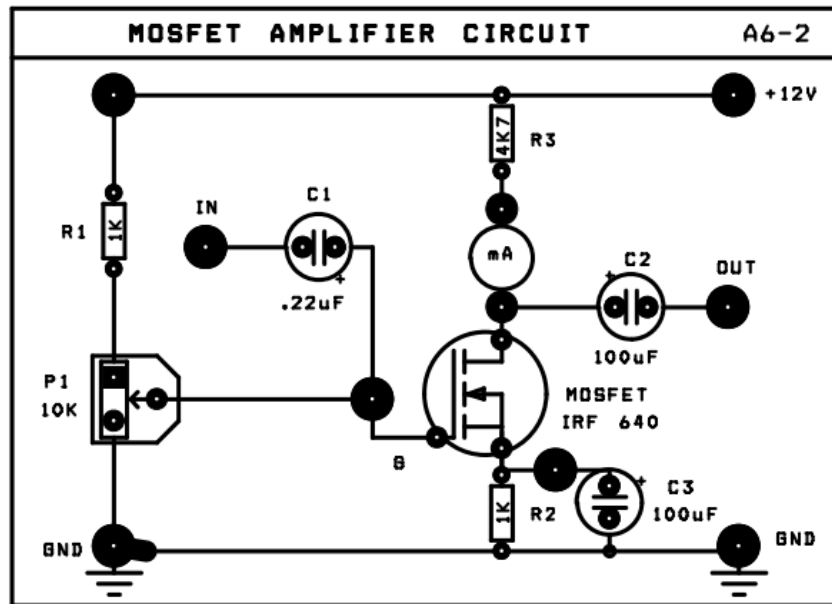 MOSFET AMPLIFIER CIRCUIT A6-2
+12V
4K7
R3
IN
C1
R1
1K
mA
C2
OUT
.22uF
+
+
100uF
P1
10K
MOSFET
IRF 640
G
+
C3
100uF
1K
R2
GND
GND